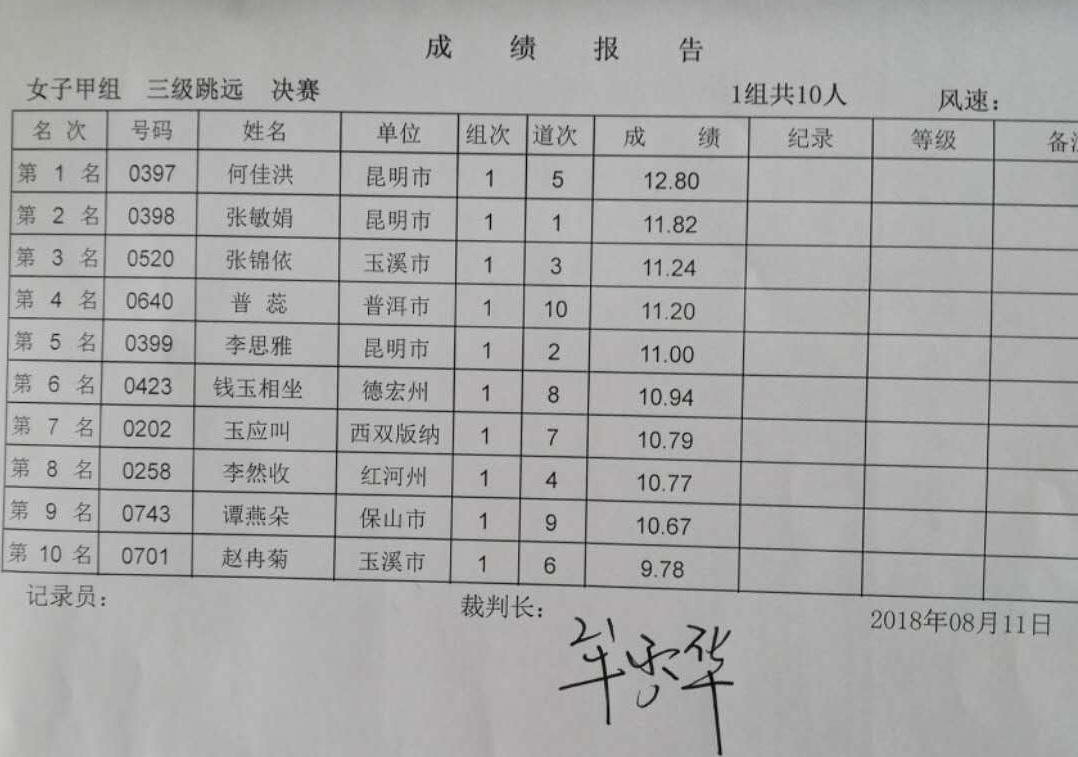 成 绩 报 告
女子甲组 三级跳远 决赛 1组共10人 风速：
名 次 号码 姓名 单位 组次 道次 成 绩 纪录 等级 备注
第 1 名 0397 何佳洪 昆明市 1 5 12.80
第 2 名 0398 张敏娟 昆明市 1 1 11.82
第 3 名 0520 张锦依 玉溪市 1 3 11.24
第 4 名 0640 普 蕊 普洱市 1 10 11.20
第 5 名 0399 李思雅 昆明市 1 2 11.00
第 6 名 0423 钱玉相坐 德宏州 1 8 10.94
第 7 名 0202 玉应叫 西双版纳 1 7 10.79
第 8 名 0258 李然收 红河州 1 4 10.77
第 9 名 0743 谭燕朵 保山市 1 9 10.67
第 10 名 0701 赵冉菊 玉溪市 1 6 9.78
记录员： 裁判长： 2018年08月11日